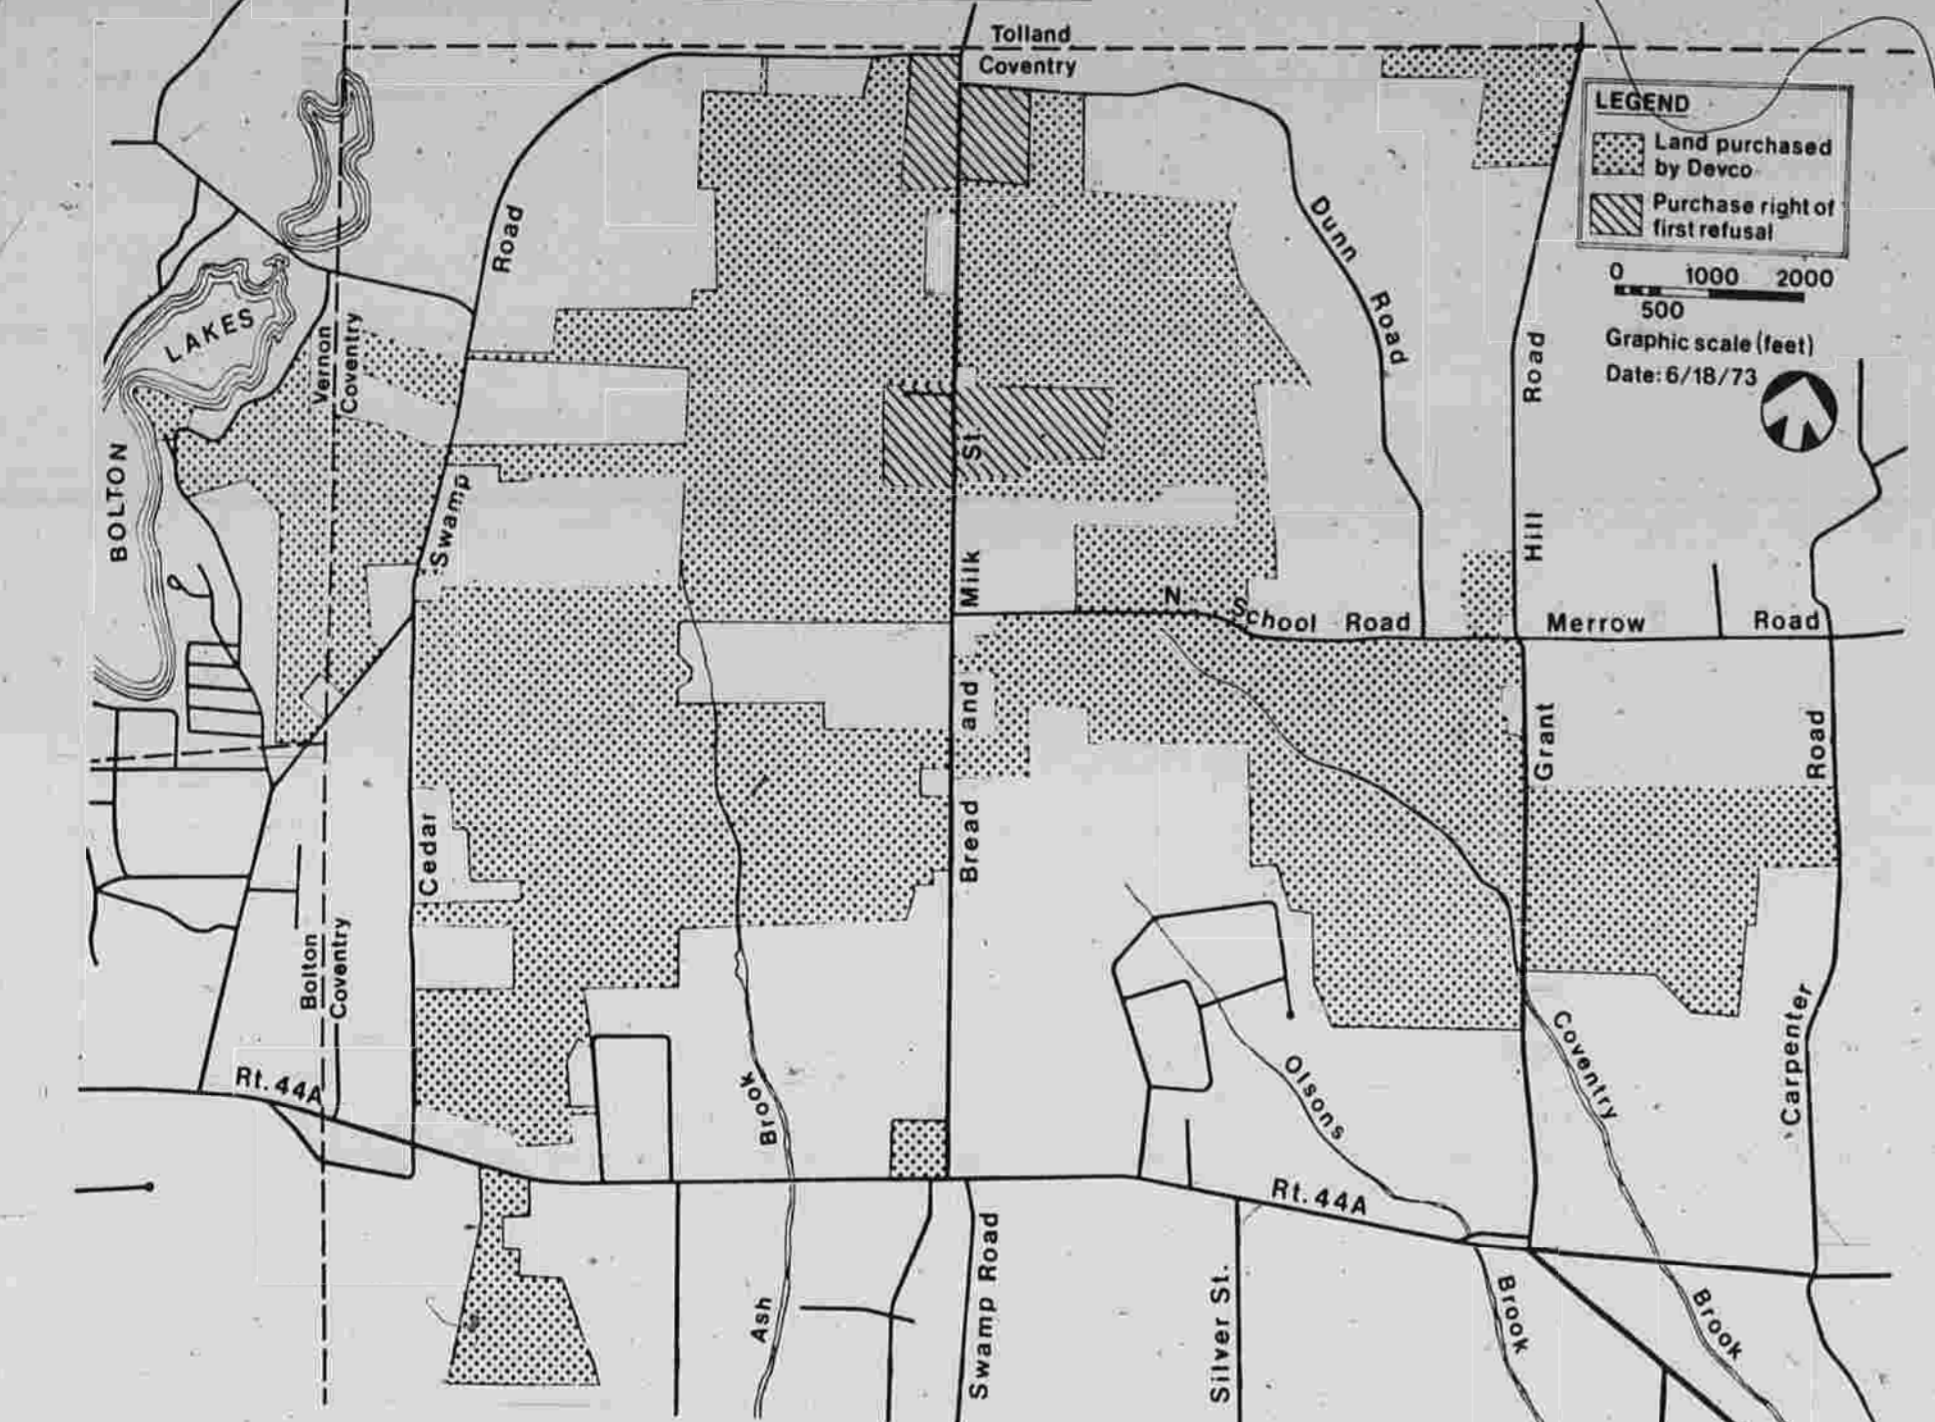 Tolland
Coventry
LEGEND
Land purchased
by Devco
Purchase right of
first refusal
0 1000 2000
500
Graphic scale (feet)
Date: 6/18/73
Road
Dunn
Road
LAKES
Vernon
Coventry
BOLTON
Swamp
St.
Road
Hill
Milk
N. School Road
Merrow Road
and
Grant
Road
Cedar
Bread
Bolton
Coventry
Rt. 44A
Brook
Olsons
Coventry
Carpenter
Rt. 44A
Ash
Swamp Road
Silver St.
Brook
Brook